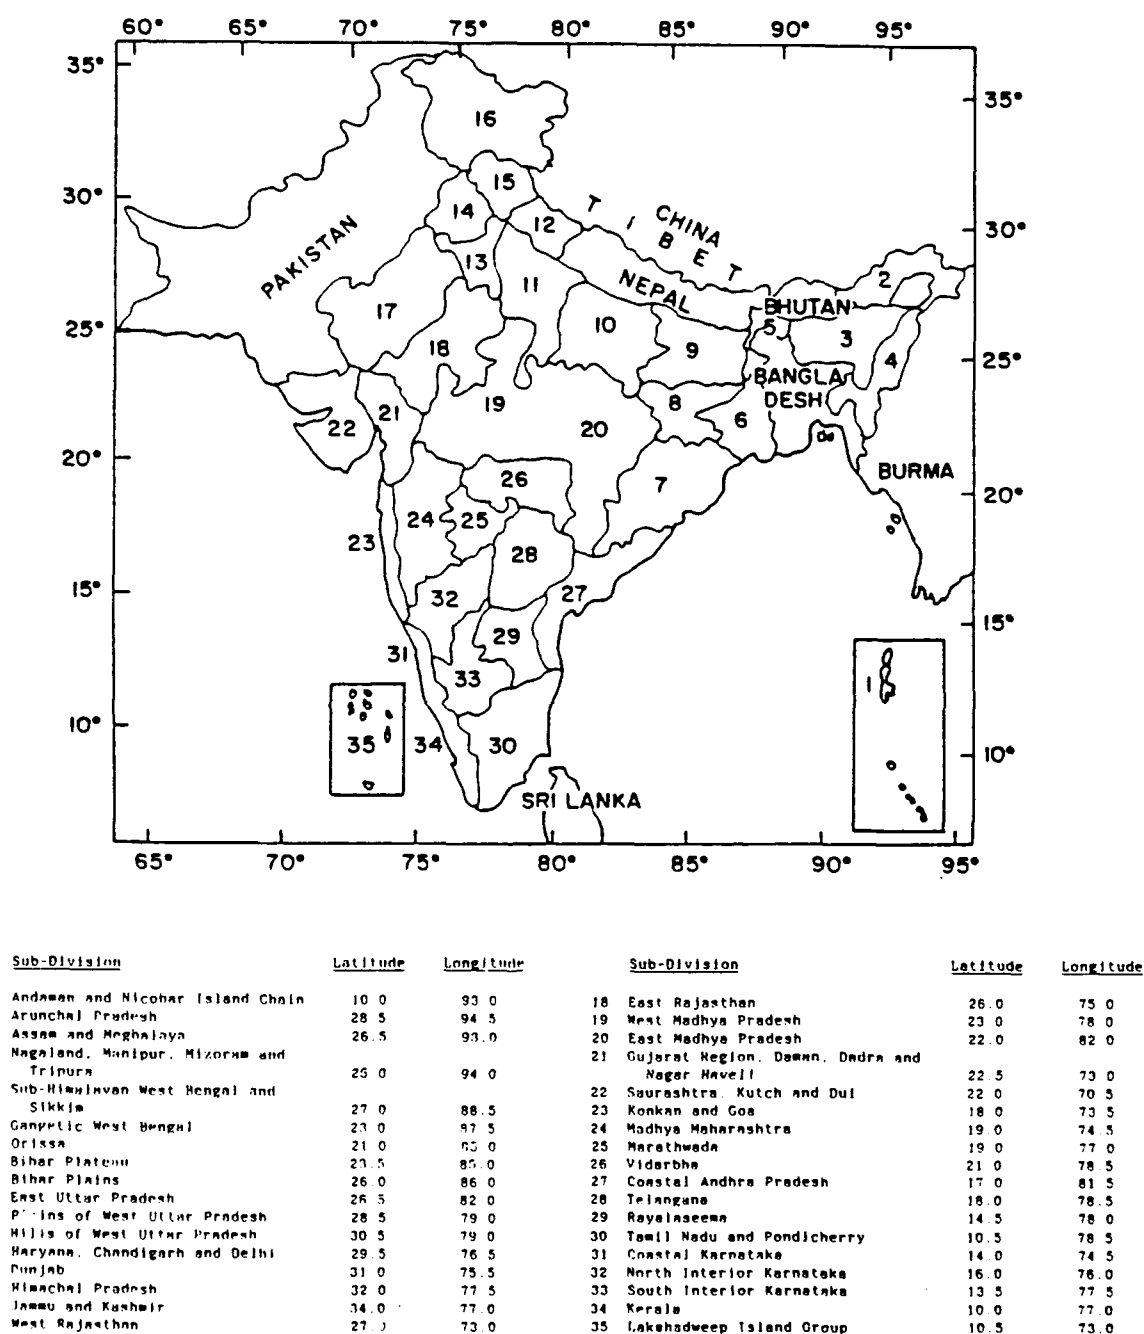 60° 65° 70° 75° 80° 85° 90° 95°
35°
35°
16
15
30°
14
12
CHINA
TIBET
30°
PAKISTAN
13
11
NEPAL
2
17
BHUTAN
25°
10
5
3
18
9
4
25°
BANGLA
DESH
19
8
21
22
20
6
20°
26
7
BURMA
20°
24
25
23
28
15°
32
27
29
15°
31
33
1
10°
35
34
30
10°
SRI LANKA
65° 70° 75° 80° 85° 90° 95°
Sub-Division Latitude Longitude
Andaman and Nicobar Island Chain 10 0 93 0
Arunchal Pradesh 28 5 94 5
Assam and Meghalaya 26.5 93.0
Nagaland, Manipur, Mizoram and
Tripura 25 0 94 0
Sub-Himalayan West Bengal and
Sikkim 27 0 88.5
Gangetic West Bengal 23 0 5
Orissa 21 0 0
Bihar Plateau 5 0
Bihar Plains 26.0 86 0
East Uttar Pradesh 26 5 82 0
of West Uttar Pradesh 28 5 79 0
Hills of West Uttar Pradesh 30 5 79 0
Haryana, Chandigarh and Delhi 29.5 76 5
Punjab 31 0 75.5
Himachal Pradesh 32 0 77 5
Jammu and Kashmir 34.0 77.0
West Rajasthan 27. 73.0
Sub-Division Latitude Longitude
18 East Rajasthan 26.0 75 0
19 West Madhya Pradesh 23 0 78 0
20 East Madhya Pradesh 22.0 82 0
21 Gujarat Region, Daman, Dadra and
Nagar Haveli 22.5 73 0
22 Saurashtra, Kutch and Dui 22 0 70 5
23 Konkan and Goa 18 0 73 5
24 Madhya Maharashtra 19.0 74.5
25 Marathwada 19 0 77 0
26 Vidarbha 21 0 78.5
27 Coastal Andhra Pradesh 17 0 81 5
28 Telangana 18.0 78.5
29 Rayalaseema 14 5 78 0
30 Tamil Nadu and Pondicherry 10.5 78 5
31 Coastal Karnataka 14.0 74 5
32 North Interior Karnataka 16.0 76.0
33 South Interior Karnataka 13 5 77 5
34 Kerala 10.0 77.0
35 Lakshadweep Island Group 10.5 73.0